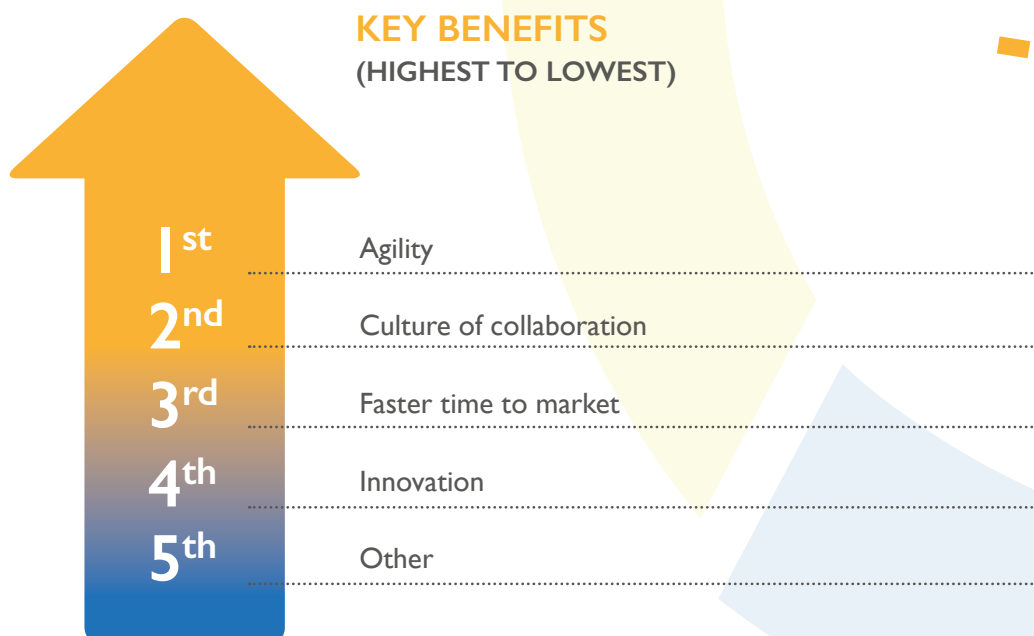 KEY BENEFITS
(HIGHEST TO LOWEST)
1st Agility
2nd Culture of collaboration
3rd Faster time to market
4th Innovation
5th Other